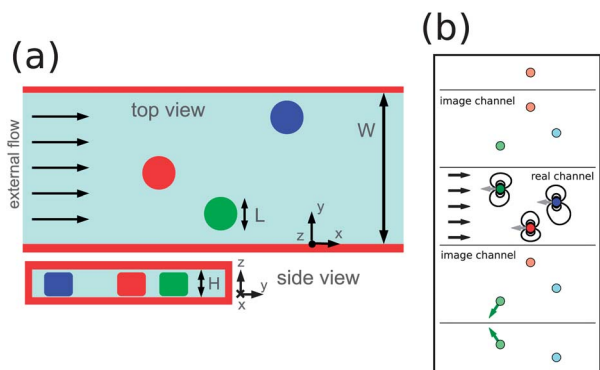 (a)
external flow
top view
W
L
y
z
x
H
z
y
x
side view
(b)
image channel
real channel
image channel